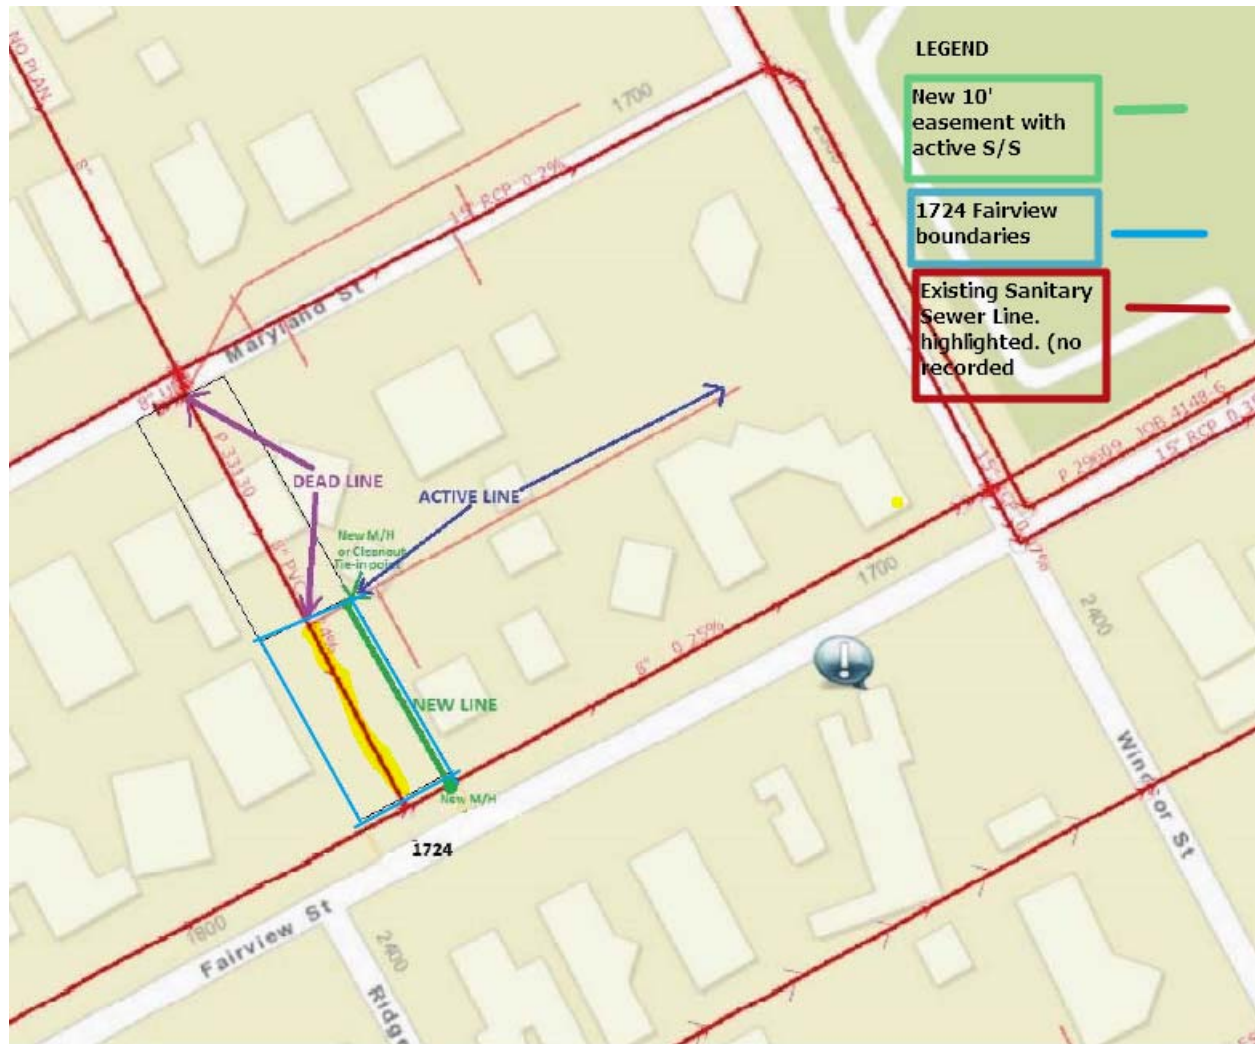 LEGEND
New 10'
easement with
active S/S
1724 Fairview
boundaries
Existing Sanitary
Sewer Line.
highlighted. (no
recorded
NO PLAN
8"
1700
15" RCP 0.2%
Maryland St
8"
P 33130
8" PVC
.4%
DEAD LINE
ACTIVE LINE
New M/H
or Cleanout
Tie-in point
NEW LINE
New M/H
1724
8" 0.25%
1700
P 29609 JOB 4148-6
15" RCP
15"
2400
Windsor St
1800
Fairview St
2400
Ridge